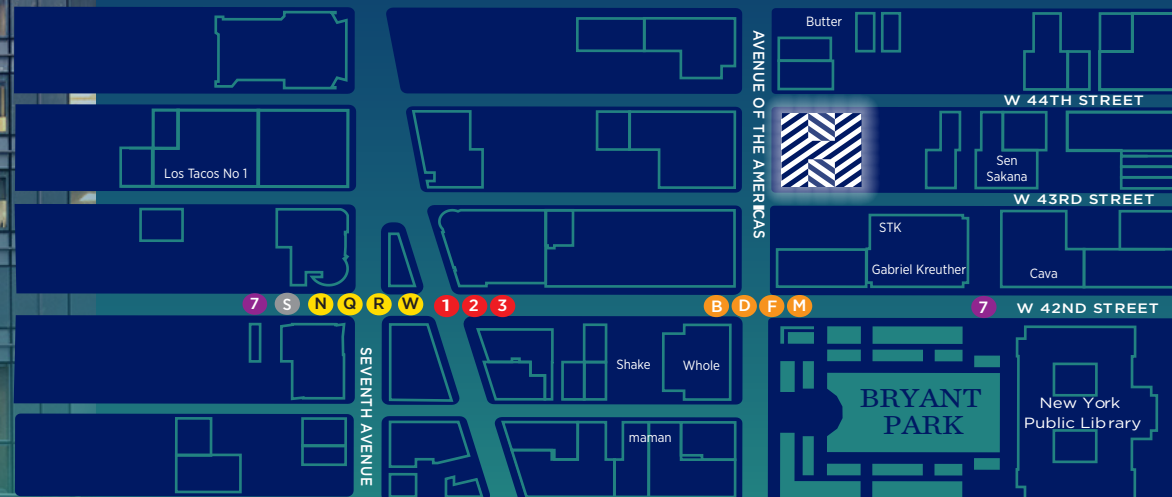 Butter
AVENUE OF THE AMERICAS
W 44TH STREET
Los Tacos No 1
Sen
Sakana
W 43RD STREET
STK
Gabriel Kreuther
Cava
7
S
N
Q
R
W
1
2
3
B
D
F
M
7
W 42ND STREET
SEVENTH AVENUE
Shake
Whole
BRYANT
PARK
New York
Public Library
maman